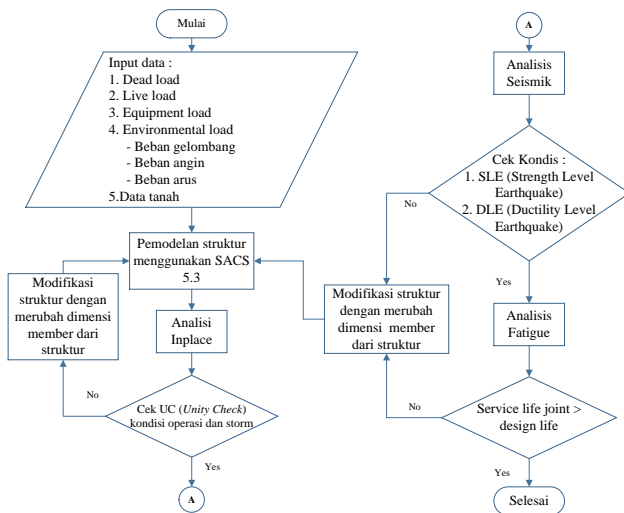 Mulai
Input data :
1. Dead load
2. Live load
3. Equipment load
4. Environmental load
- Beban gelombang
- Beban angin
- Beban arus
5.Data tanah
Pemodelan struktur
menggunakan SACS
5.3
Modifikasi
struktur dengan
merubah dimensi
member dari
struktur
Analisi
Inplace
No
Cek UC (Unity Check)
kondisi operasi dan storm
Yes
A
A
Analisis
Seismik
Cek Kondis :
1. SLE (Strength Level
Earthquake)
2. DLE (Ductility Level
Earthquake)
No
Yes
Modifikasi struktur
dengan merubah
dimensi member
dari struktur
Analisis
Fatigue
No
Service life joint >
design life
Yes
Selesai